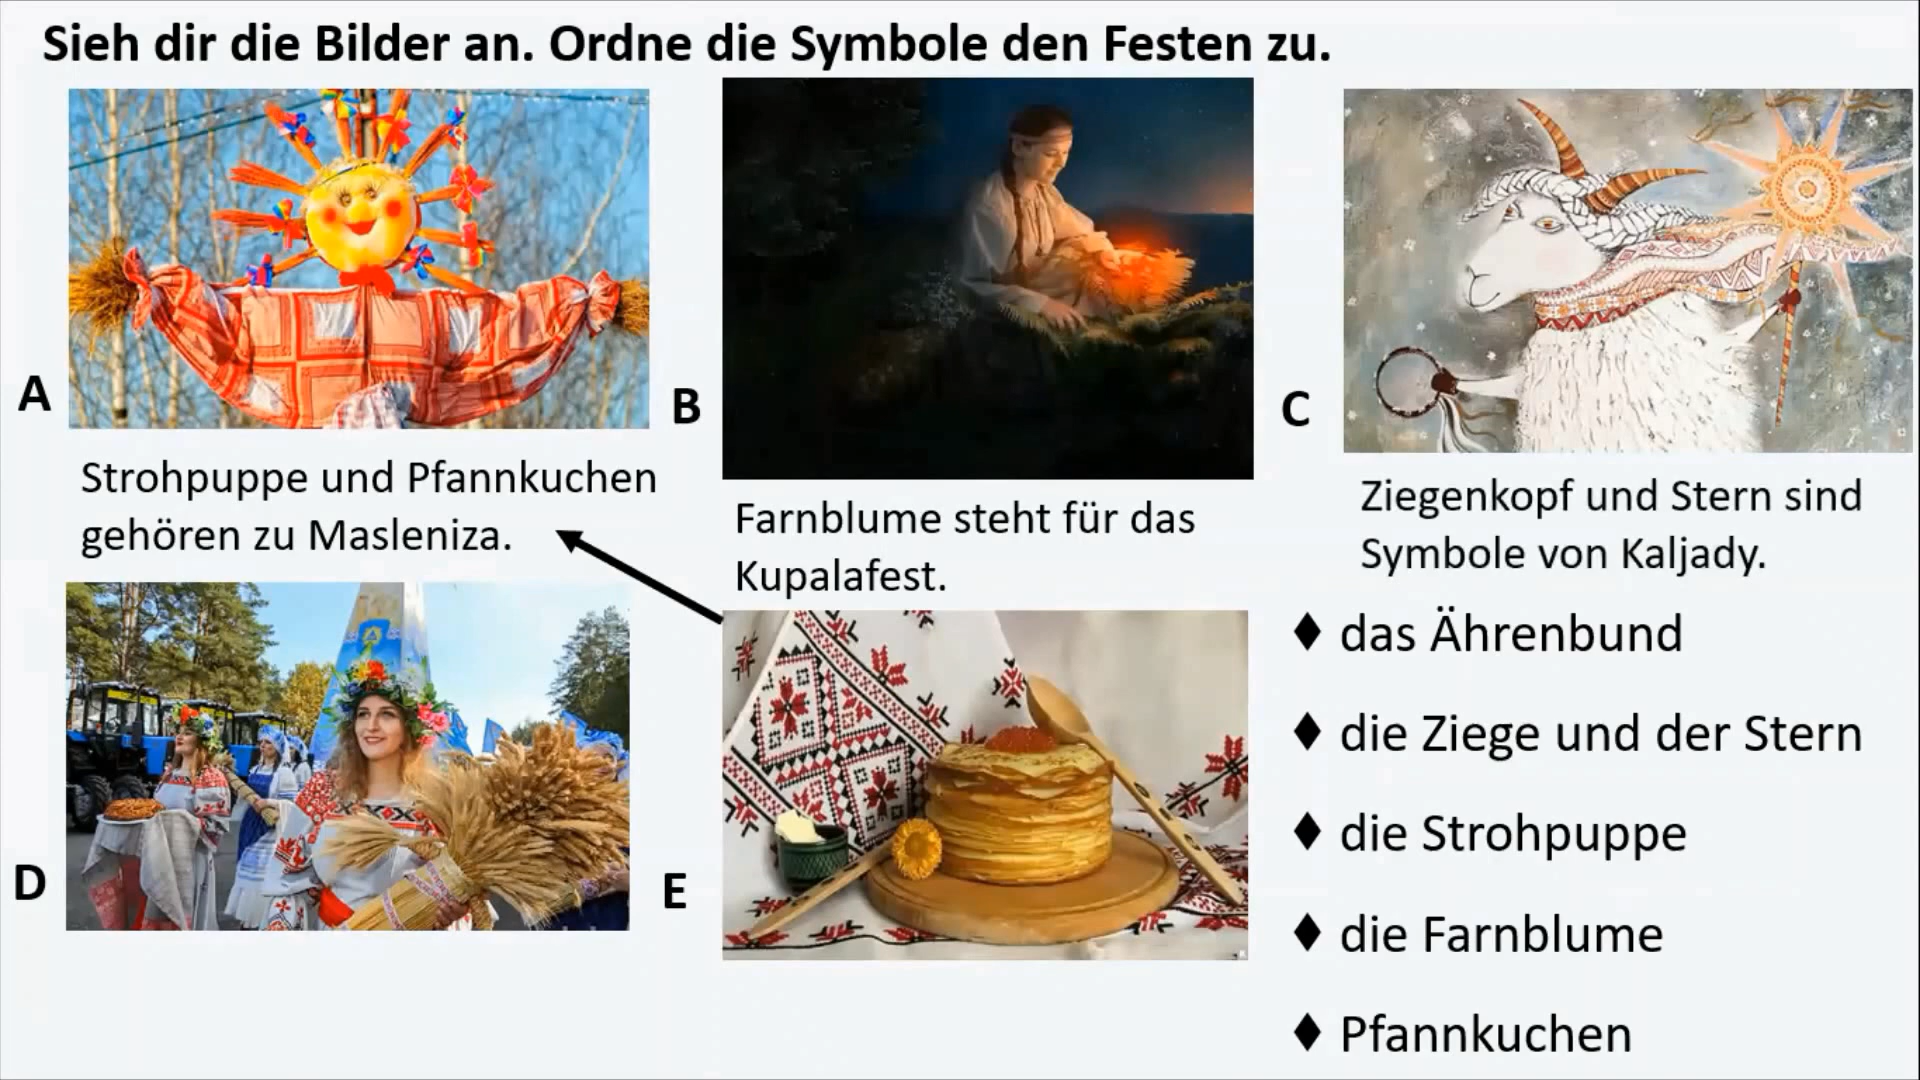 Sieh dir die Bilder an. Ordne die Symbole den Festen zu.
A
Strohpuppe und Pfannkuchen
gehören zu Masleniza.
B
Farnblume steht für das
Kupalafest.
C
Ziegenkopf und Stern sind
Symbole von Kaljady.
D
E
♦ das Ährenbund
♦ die Ziege und der Stern
♦ die Strohpuppe
♦ die Farnblume
♦ Pfannkuchen